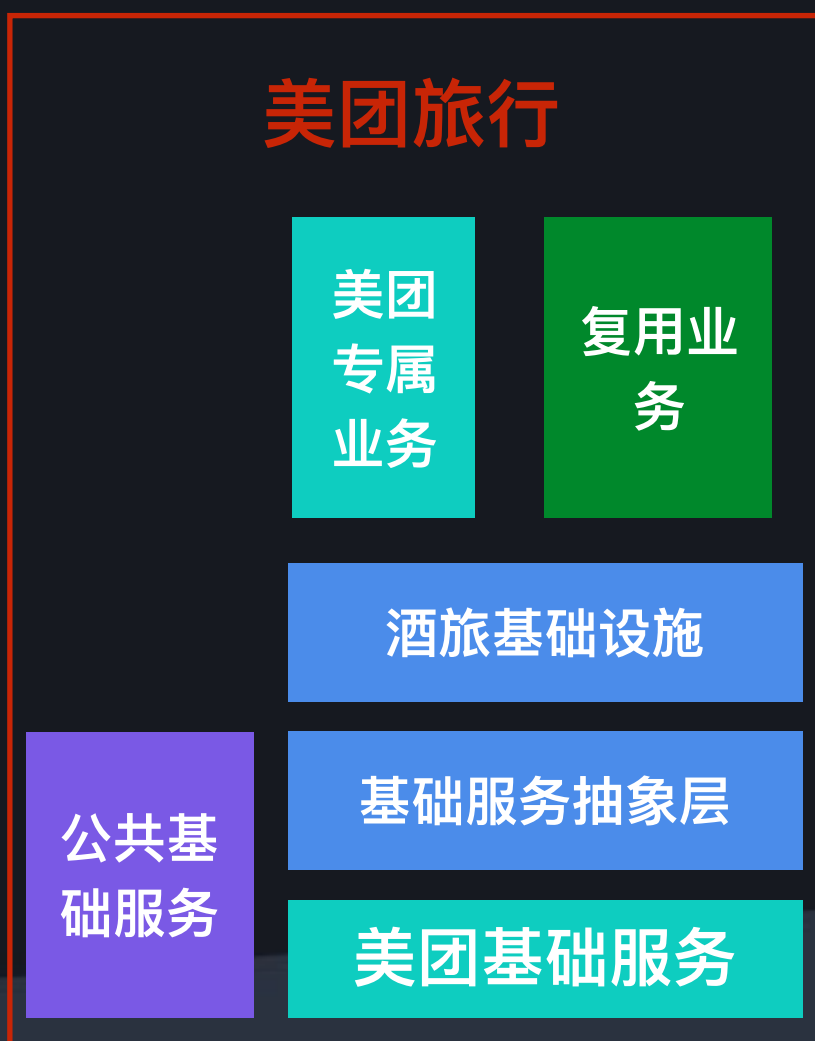 美团旅行
美团
专属
业务
复用业
务
酒旅基础设施
基础服务抽象层
公共基
础服务
美团基础服务